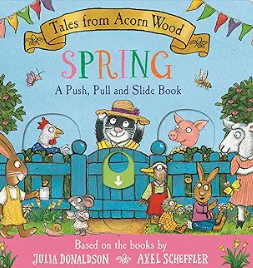 Tales from Acorn Wood
SPRING
A Push, Pull and Slide Book
Based on the books by
JULIA DONALDSON AXEL SCHEFFLER